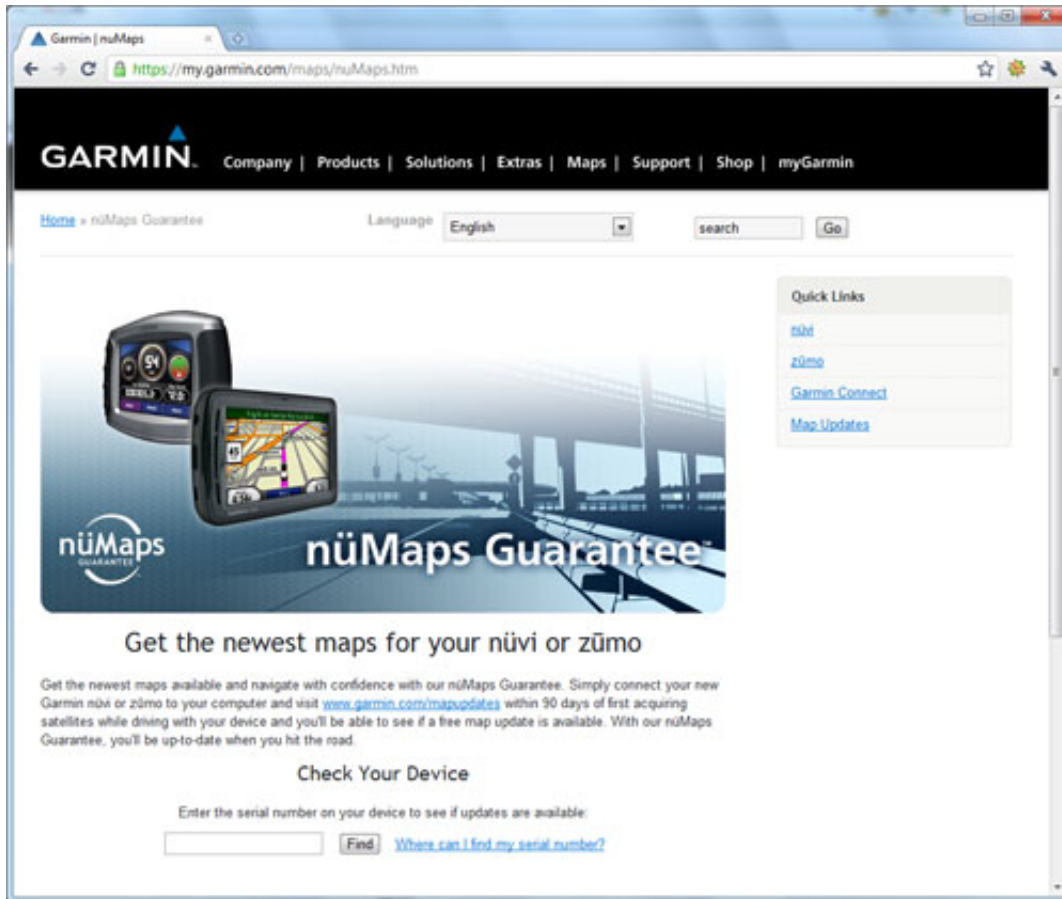 Garmin | nuMaps
https://my.garmin.com/maps/nuMaps.htm
GARMIN
Company | Products | Solutions | Extras | Maps | Support | Shop | myGarmin
Home » nüMaps Guarantee
Language English
search Go
Quick Links
nüvi
zūmo
Garmin Connect
Map Updates
54
45
nüMaps
GUARANTEE
nüMaps Guarantee™
Get the newest maps for your nüvi or zūmo
Get the newest maps available and navigate with confidence with our nüMaps Guarantee. Simply connect your new
Garmin nüvi or zūmo to your computer and visit www.garmin.com/mapupdates within 90 days of first acquiring
satellites while driving with your device and you'll be able to see if a free map update is available. With our nüMaps
Guarantee, you'll be up-to-date when you hit the road.
Check Your Device
Enter the serial number on your device to see if updates are available:
Find Where can I find my serial number?